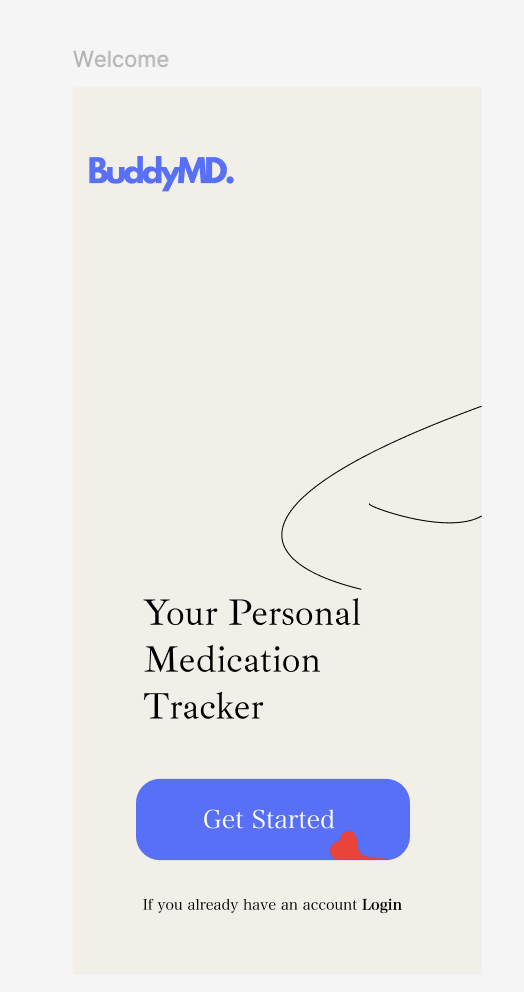 Welcome
BuddyMD.
Your Personal
Medication
Tracker
Get Started
If you already have an account Login